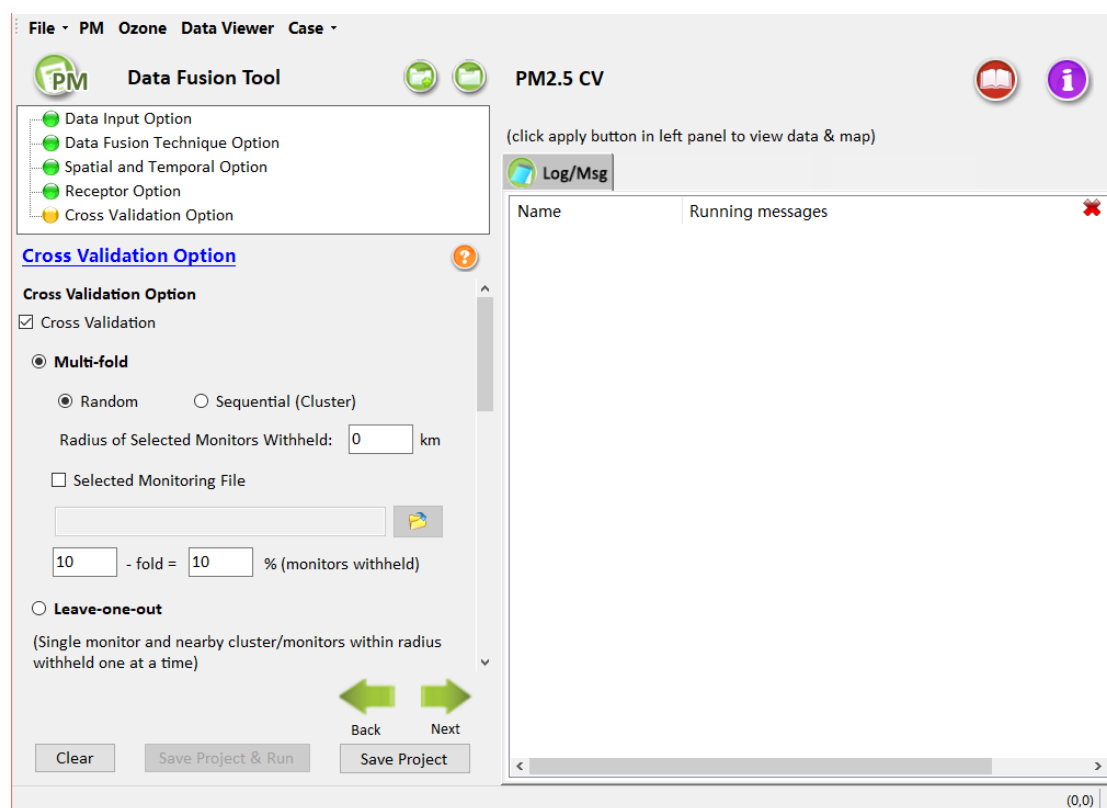 File PM Ozone Data Viewer Case
PM Data Fusion Tool
Data Input Option
Data Fusion Technique Option
Spatial and Temporal Option
Receptor Option
Cross Validation Option
Cross Validation Option ?
Cross Validation Option
Cross Validation
Multi-fold
Random Sequential (Cluster)
Radius of Selected Monitors Withheld: 0 km
Selected Monitoring File
10 - fold = 10 % (monitors withheld)
Leave-one-out
(Single monitor and nearby cluster/monitors within radius
withheld one at a time)
Back Next
Clear Save Project & Run Save Project
PM2.5 CV i
(click apply button in left panel to view data & map)
Log/Msg
Name Running messages
(0,0)